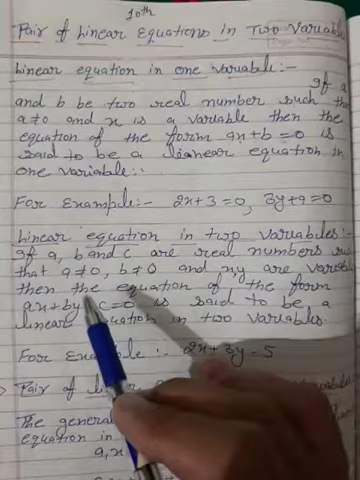 10th
Pair of Linear Equations in Two Variable
Linear equation in one variable:-
If a
and b be two real number such tha
a≠0 and x is a variable then the
equation of the form ax+b=0 is
said to be a lianear equation in
one variable:-
For Example:- 2x+3=0, 3y+9=0
Linear equation in two variables:-
If a, b and c are real numbers su
that a≠0, b≠0 and x,y are variab
then the equation of the form
ax+by c=0 is said to be a
linear equation in two variables.
For Example :- 2x+3y=5
Pair of
The general
equation in